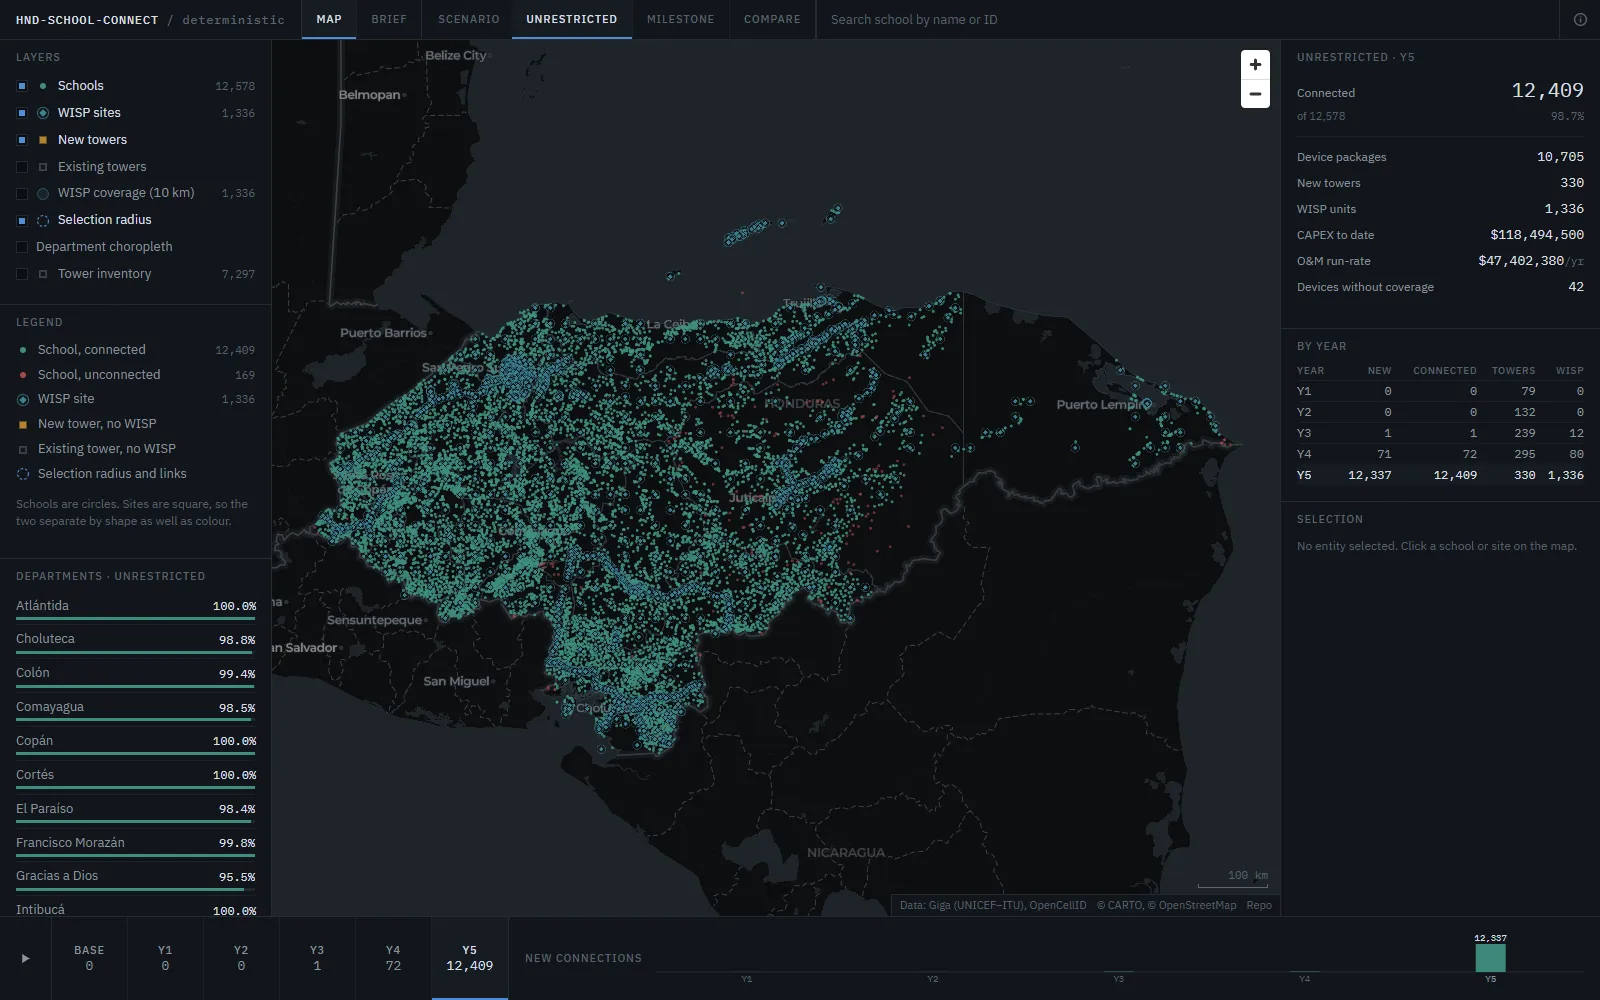 HND-SCHOOL-CONNECT / deterministic
MAP
BRIEF
SCENARIO
UNRESTRICTED
MILESTONE
COMPARE
Search school by name or ID
LAYERS
Schools 12,578
WISP sites 1,336
New towers
Existing towers
WISP coverage (10 km) 1,336
Selection radius
Department choropleth
Tower inventory 7,297
LEGEND
School, connected 12,409
School, unconnected 169
WISP site 1,336
New tower, no WISP
Existing tower, no WISP
Selection radius and links
Schools are circles. Sites are square, so the
two separate by shape as well as colour.
DEPARTMENTS · UNRESTRICTED
Atlántida 100.0%
Choluteca 98.8%
Colón 99.4%
Comayagua 98.5%
Copán 100.0%
Cortés 100.0%
El Paraíso 98.4%
Francisco Morazán 99.8%
Gracias a Dios 95.5%
Intibucá 100.0%
Belize City
Belmopan
Puerto Barrios
La Ceib
HONDURAS
Puerto Lempira
Juticalpa
Sensuntepeque
an Salvador
San Miguel
Cholu
NICARAGUA
+
−
100 km
Data: Giga (UNICEF–ITU), OpenCellID © CARTO, © OpenStreetMap Repo
UNRESTRICTED · Y5
Connected 12,409
of 12,578 98.7%
Device packages 10,705
New towers 330
WISP units 1,336
CAPEX to date $118,494,500
O&M run-rate $47,402,380/yr
Devices without coverage 42
BY YEAR
YEAR NEW CONNECTED TOWERS WISP
Y1 0 0 79 0
Y2 0 0 132 0
Y3 1 1 239 12
Y4 71 72 295 80
Y5 12,337 12,409 330 1,336
SELECTION
No entity selected. Click a school or site on the map.
BASE 0
Y1 0
Y2 0
Y3 1
Y4 72
Y5 12,409
NEW CONNECTIONS
12,337
Y1 Y2 Y3 Y4 Y5